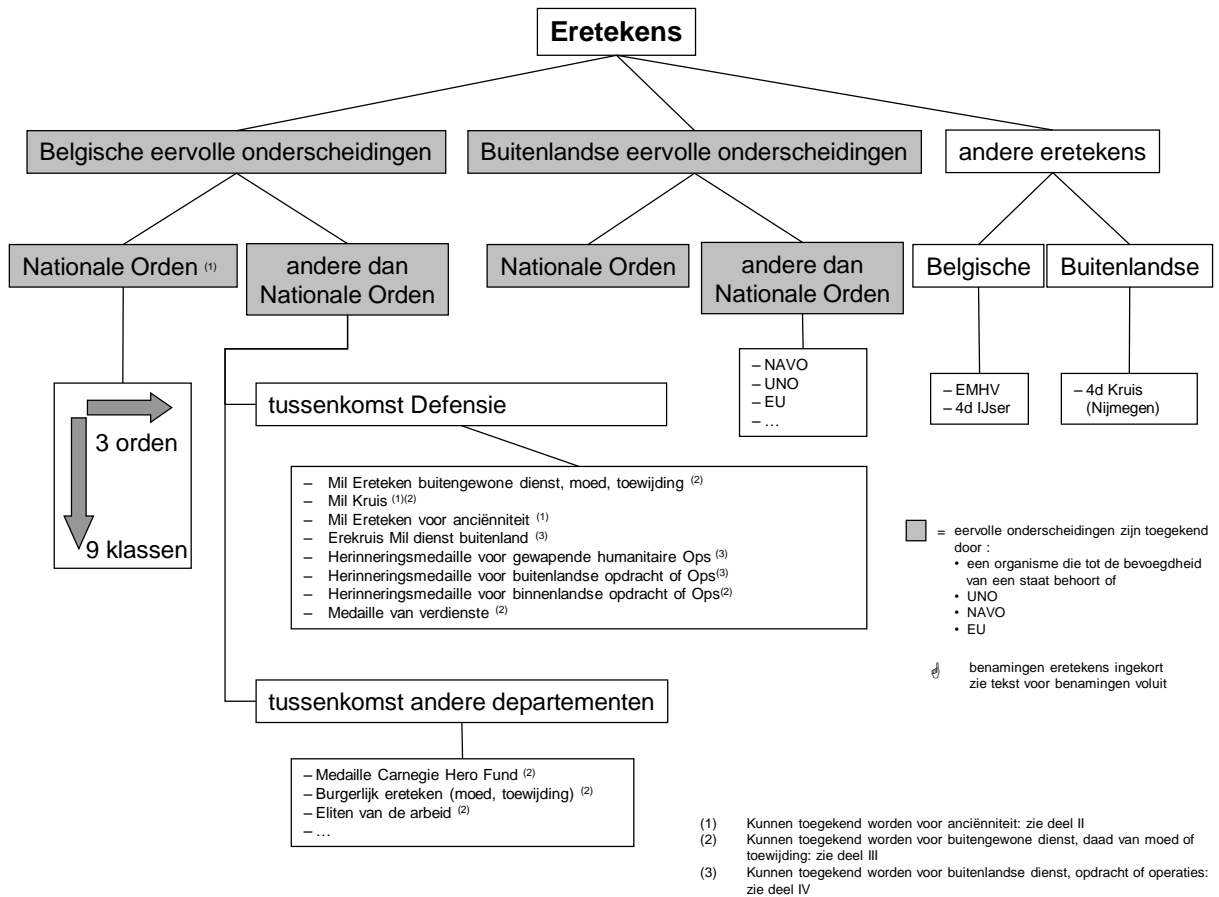 Eretekens
Belgische eervolle onderscheidingen
Buitenlandse eervolle onderscheidingen
andere eretekens
Nationale Orden (1)
andere dan
Nationale Orden
Nationale Orden
andere dan
Nationale Orden
Belgische
Buitenlandse
– NAVO
– UNO
– EU
– …
– EMHV
– 4d IJser
– 4d Kruis
(Nijmegen)
3 orden
9 klassen
tussenkomst Defensie
– Mil Ereteken buitengewone dienst, moed, toewijding (2)
– Mil Kruis (1)(2)
– Mil Ereteken voor anciënniteit (1)
– Erekruis Mil dienst buitenland (3)
– Herinneringsmedaille voor gewapende humanitaire Ops (3)
– Herinneringsmedaille voor buitenlandse opdracht of Ops(3)
– Herinneringsmedaille voor binnenlandse opdracht of Ops(2)
– Medaille van verdienste (2)
= eervolle onderscheidingen zijn toegekend
door :
• een organisme die tot de bevoegdheid
van een staat behoort of
• UNO
• NAVO
• EU
☝ benamingen eretekens ingekort
zie tekst voor benamingen voluit
tussenkomst andere departementen
– Medaille Carnegie Hero Fund (2)
– Burgerlijk ereteken (moed, toewijding) (2)
– Eliten van de arbeid (2)
– …
(1) Kunnen toegekend worden voor anciënniteit: zie deel II
(2) Kunnen toegekend worden voor buitengewone dienst, daad van moed of
toewijding: zie deel III
(3) Kunnen toegekend worden voor buitenlandse dienst, opdracht of operaties:
zie deel IV